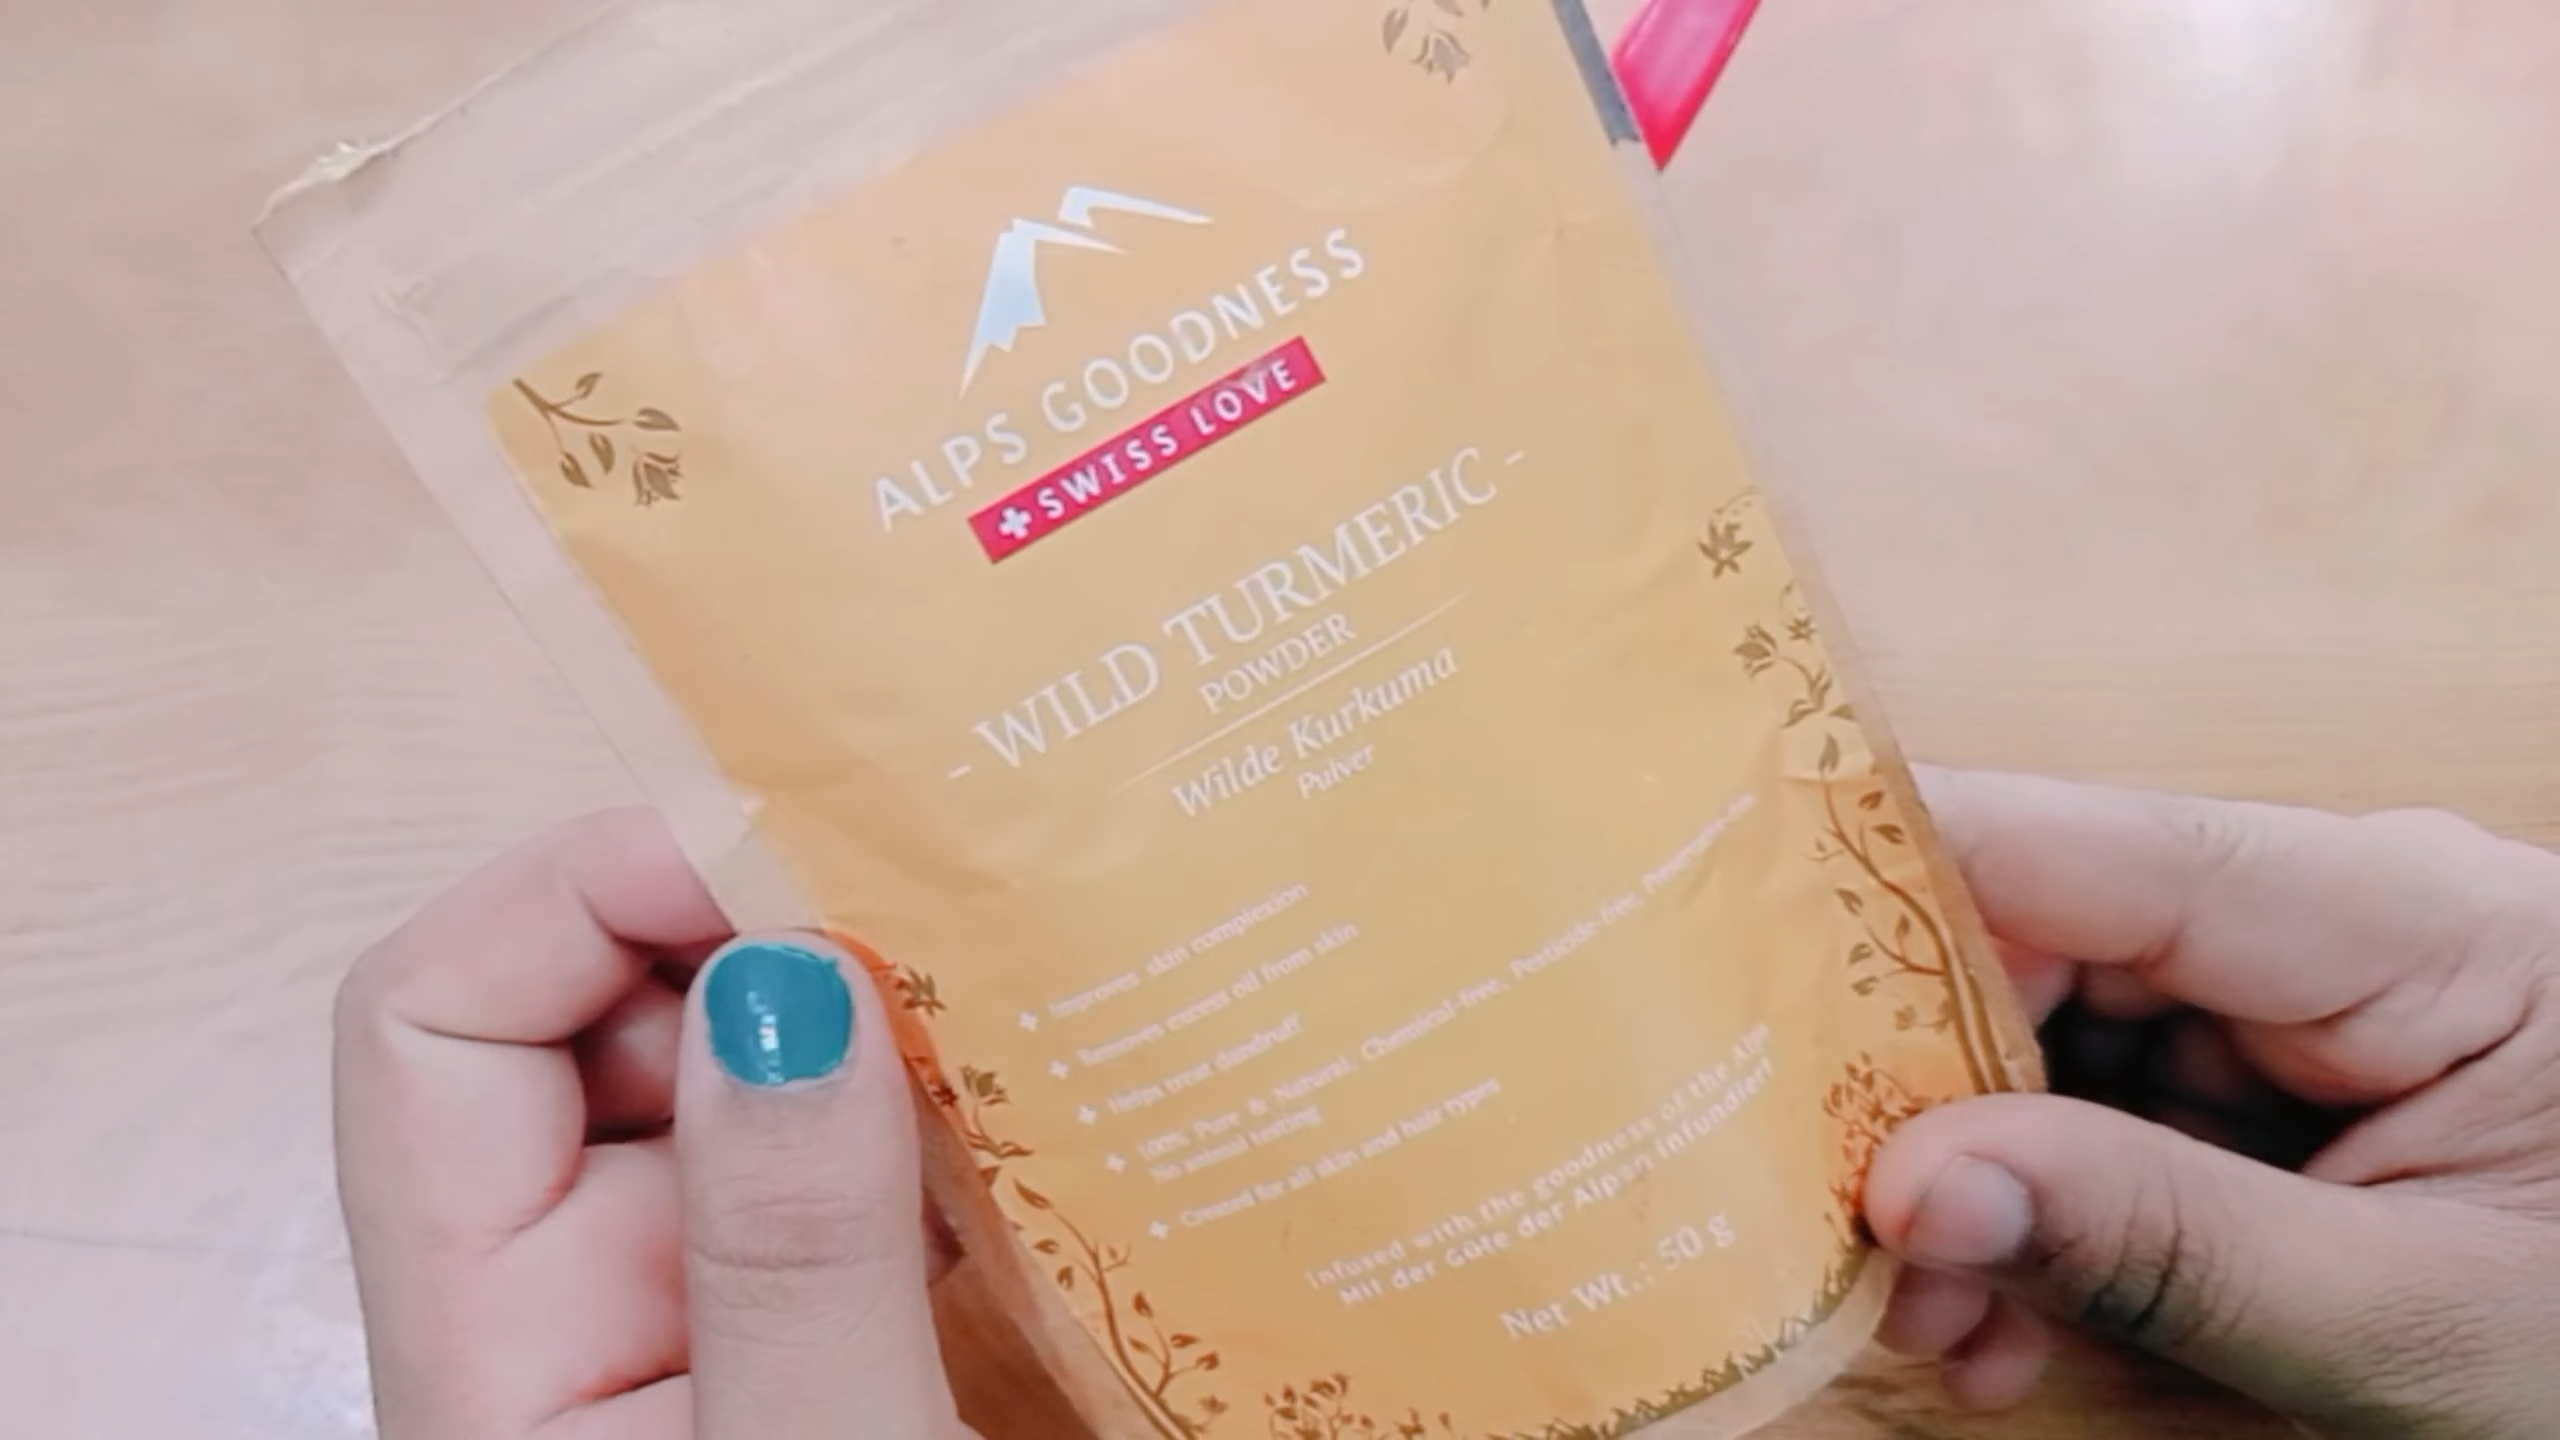 ALPS GOODNESS
SWISS LOVE
- WILD TURMERIC -
POWDER
Wilde Kurkuma
Pulver
Improves skin complexion
Removes excess oil from skin
Helps treat dandruff
100% Pure & Natural, Chemical-free, Pesticide-free, Preservative-free
No animal testing
Created for all skin and hair types
Infused with the goodness of the Alps
Mit der Güte der Alpen infundiert
Net Wt.: 50 g